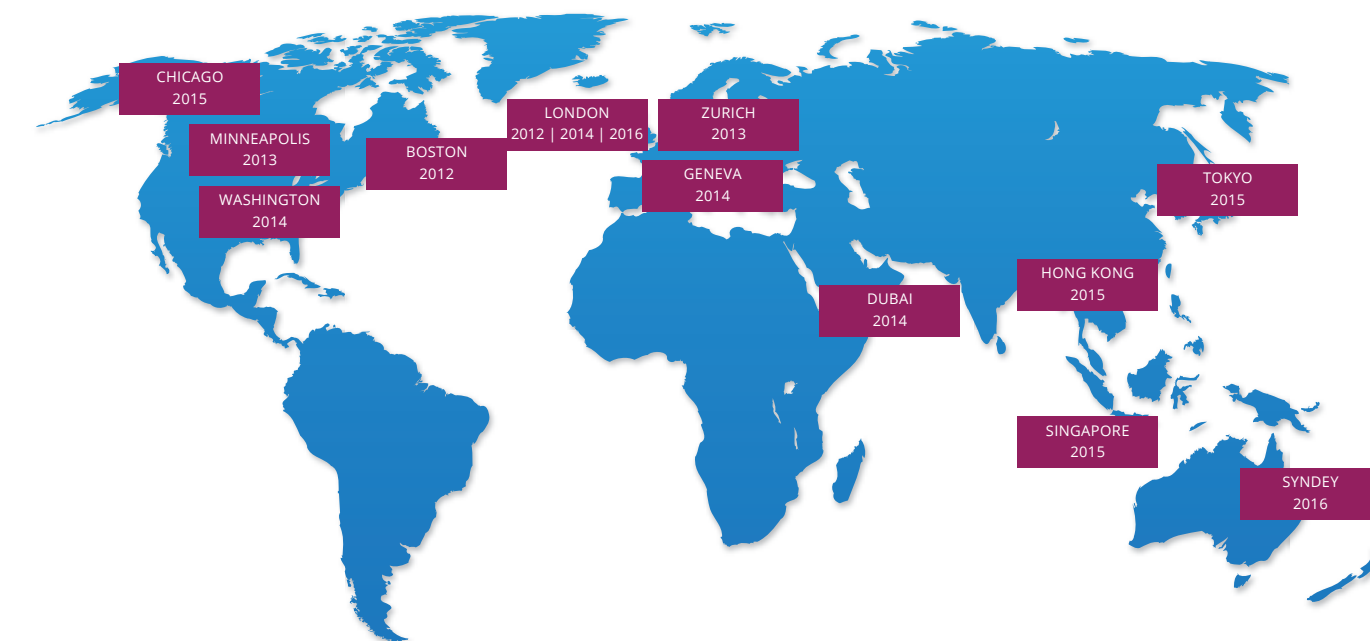 CHICAGO
2015
MINNEAPOLIS
2013
WASHINGTON
2014
BOSTON
2012
LONDON
2012 | 2014 | 2016
ZURICH
2013
GENEVA
2014
DUBAI
2014
TOKYO
2015
HONG KONG
2015
SINGAPORE
2015
SYNDEY
2016